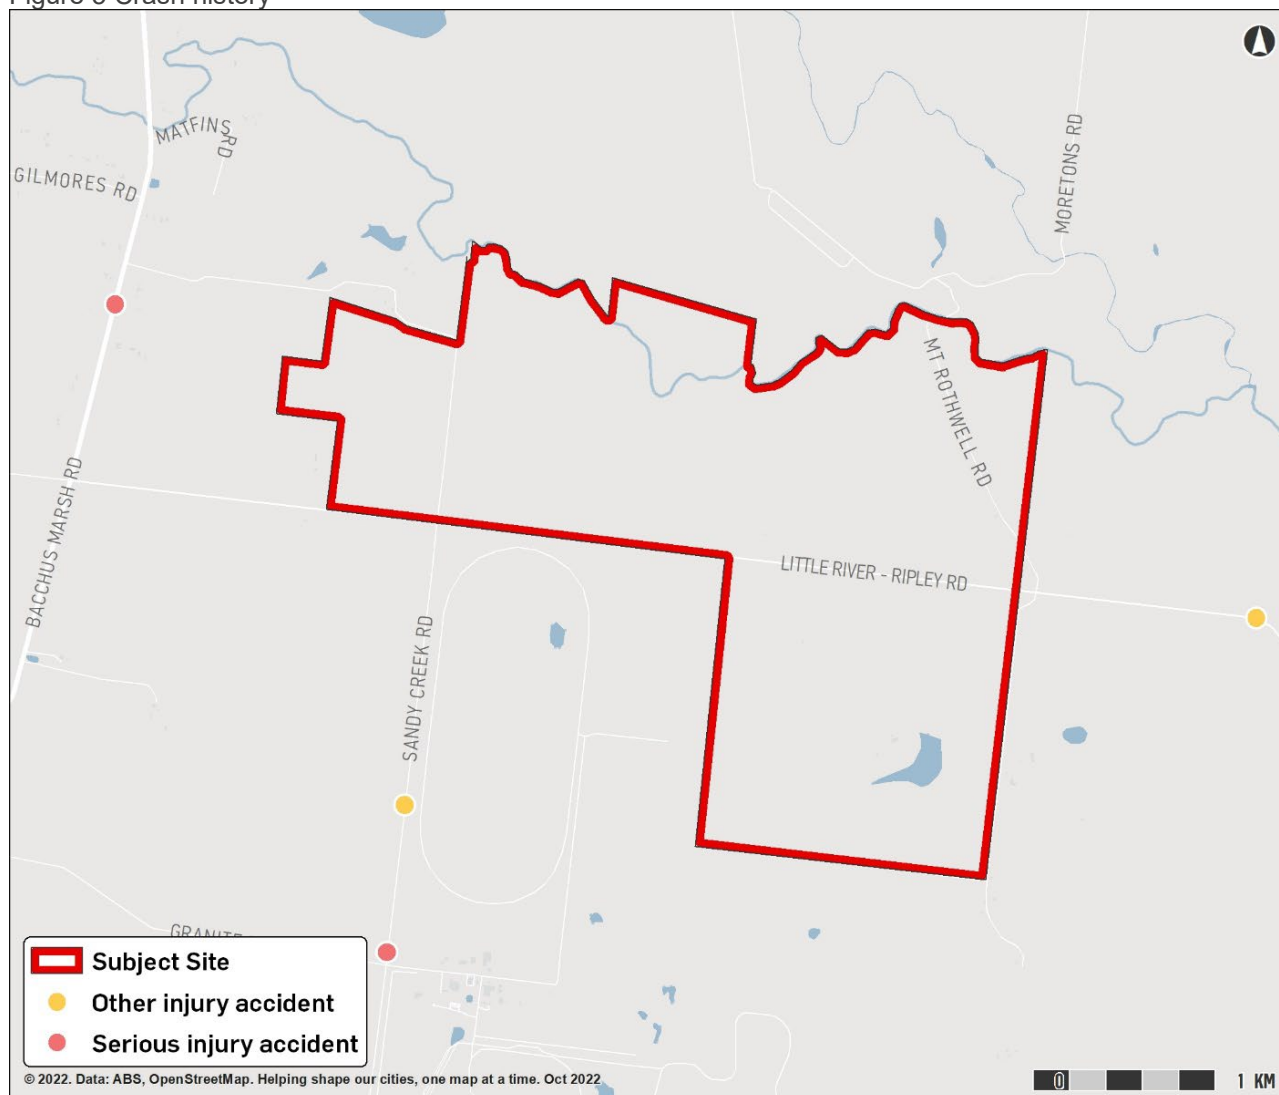 MATFINS
RD
GILMORES RD
MORETONS RD
MT ROTHWELL RD
BACCHUS MARSH RD
LITTLE RIVER - RIPLEY RD
SANDY CREEK RD
Subject Site
Other injury accident
Serious injury accident
© 2022. Data: ABS, OpenStreetMap. Helping shape our cities, one map at a time. Oct 2022
0 1 KM